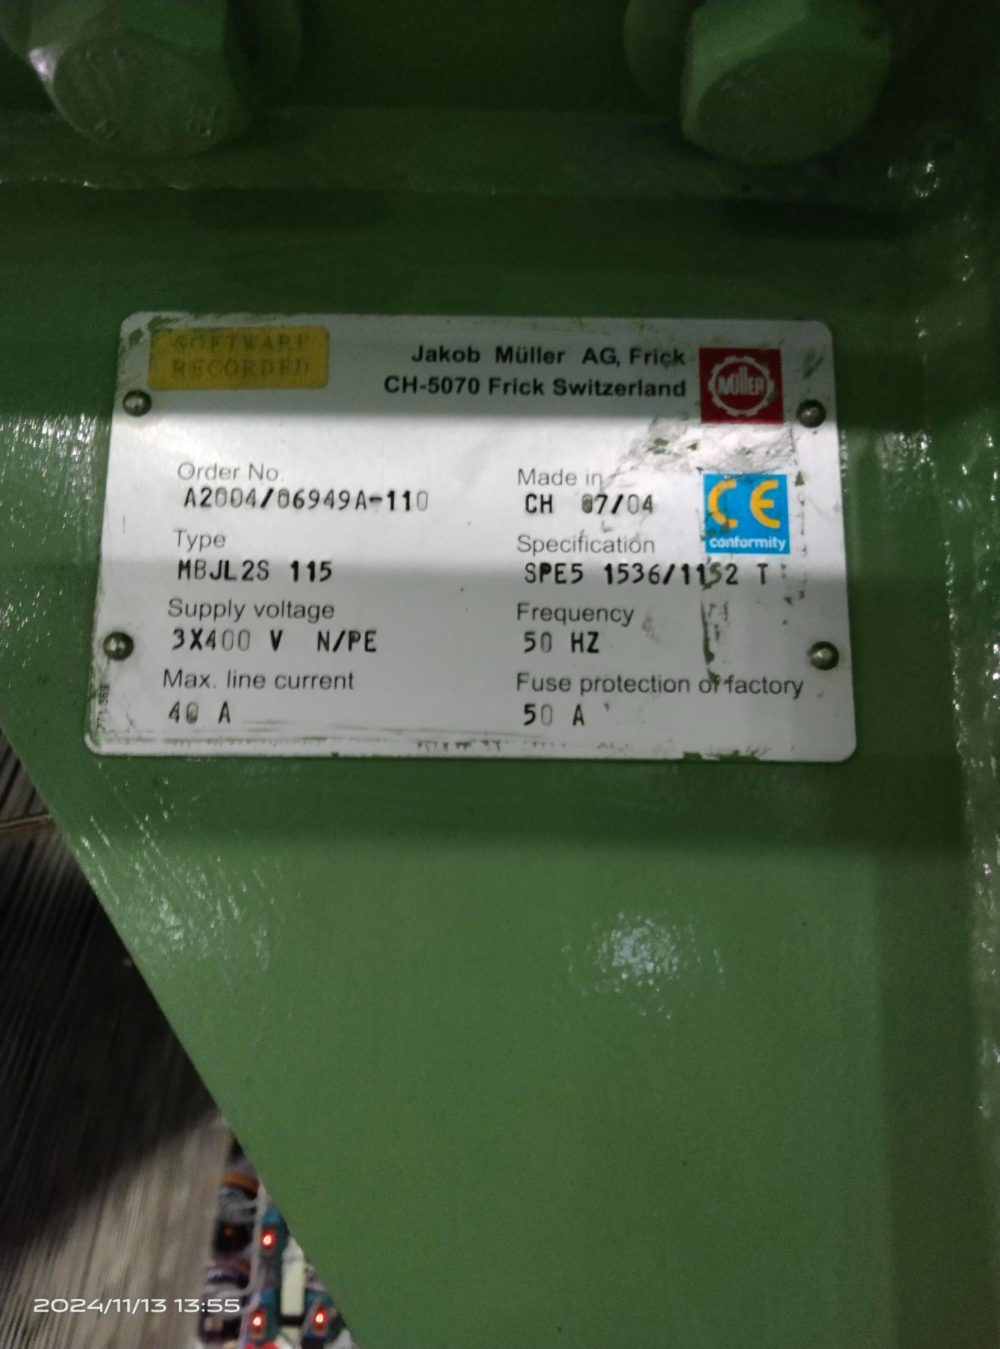 SOFTWARE
RECORDED
Jakob Müller AG, Frick
CH-5070 Frick Switzerland
MÜLLER
Order No.
A2004/06949A-110
Made in
CH 07/04
CE
conformity
Type
MBJL2S 115
Specification
SPE5 1536/1152 T
Supply voltage
3X400 V N/PE
Frequency
50 HZ
Max. line current
40 A
Fuse protection of factory
50 A
2024/11/13 13:55